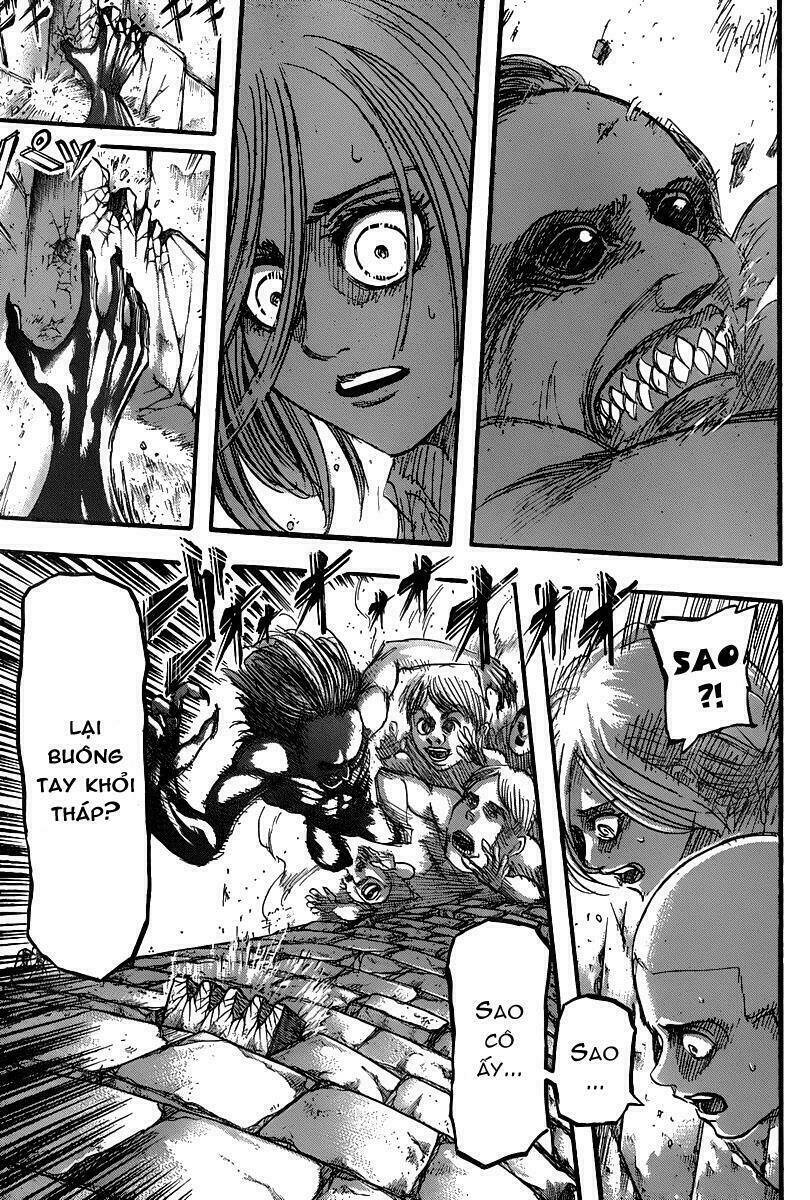 SAO
?!
SAO
...
SAO
CÔ
ẤY...
LẠI
BUÔNG
TAY KHỎI
THÁP?